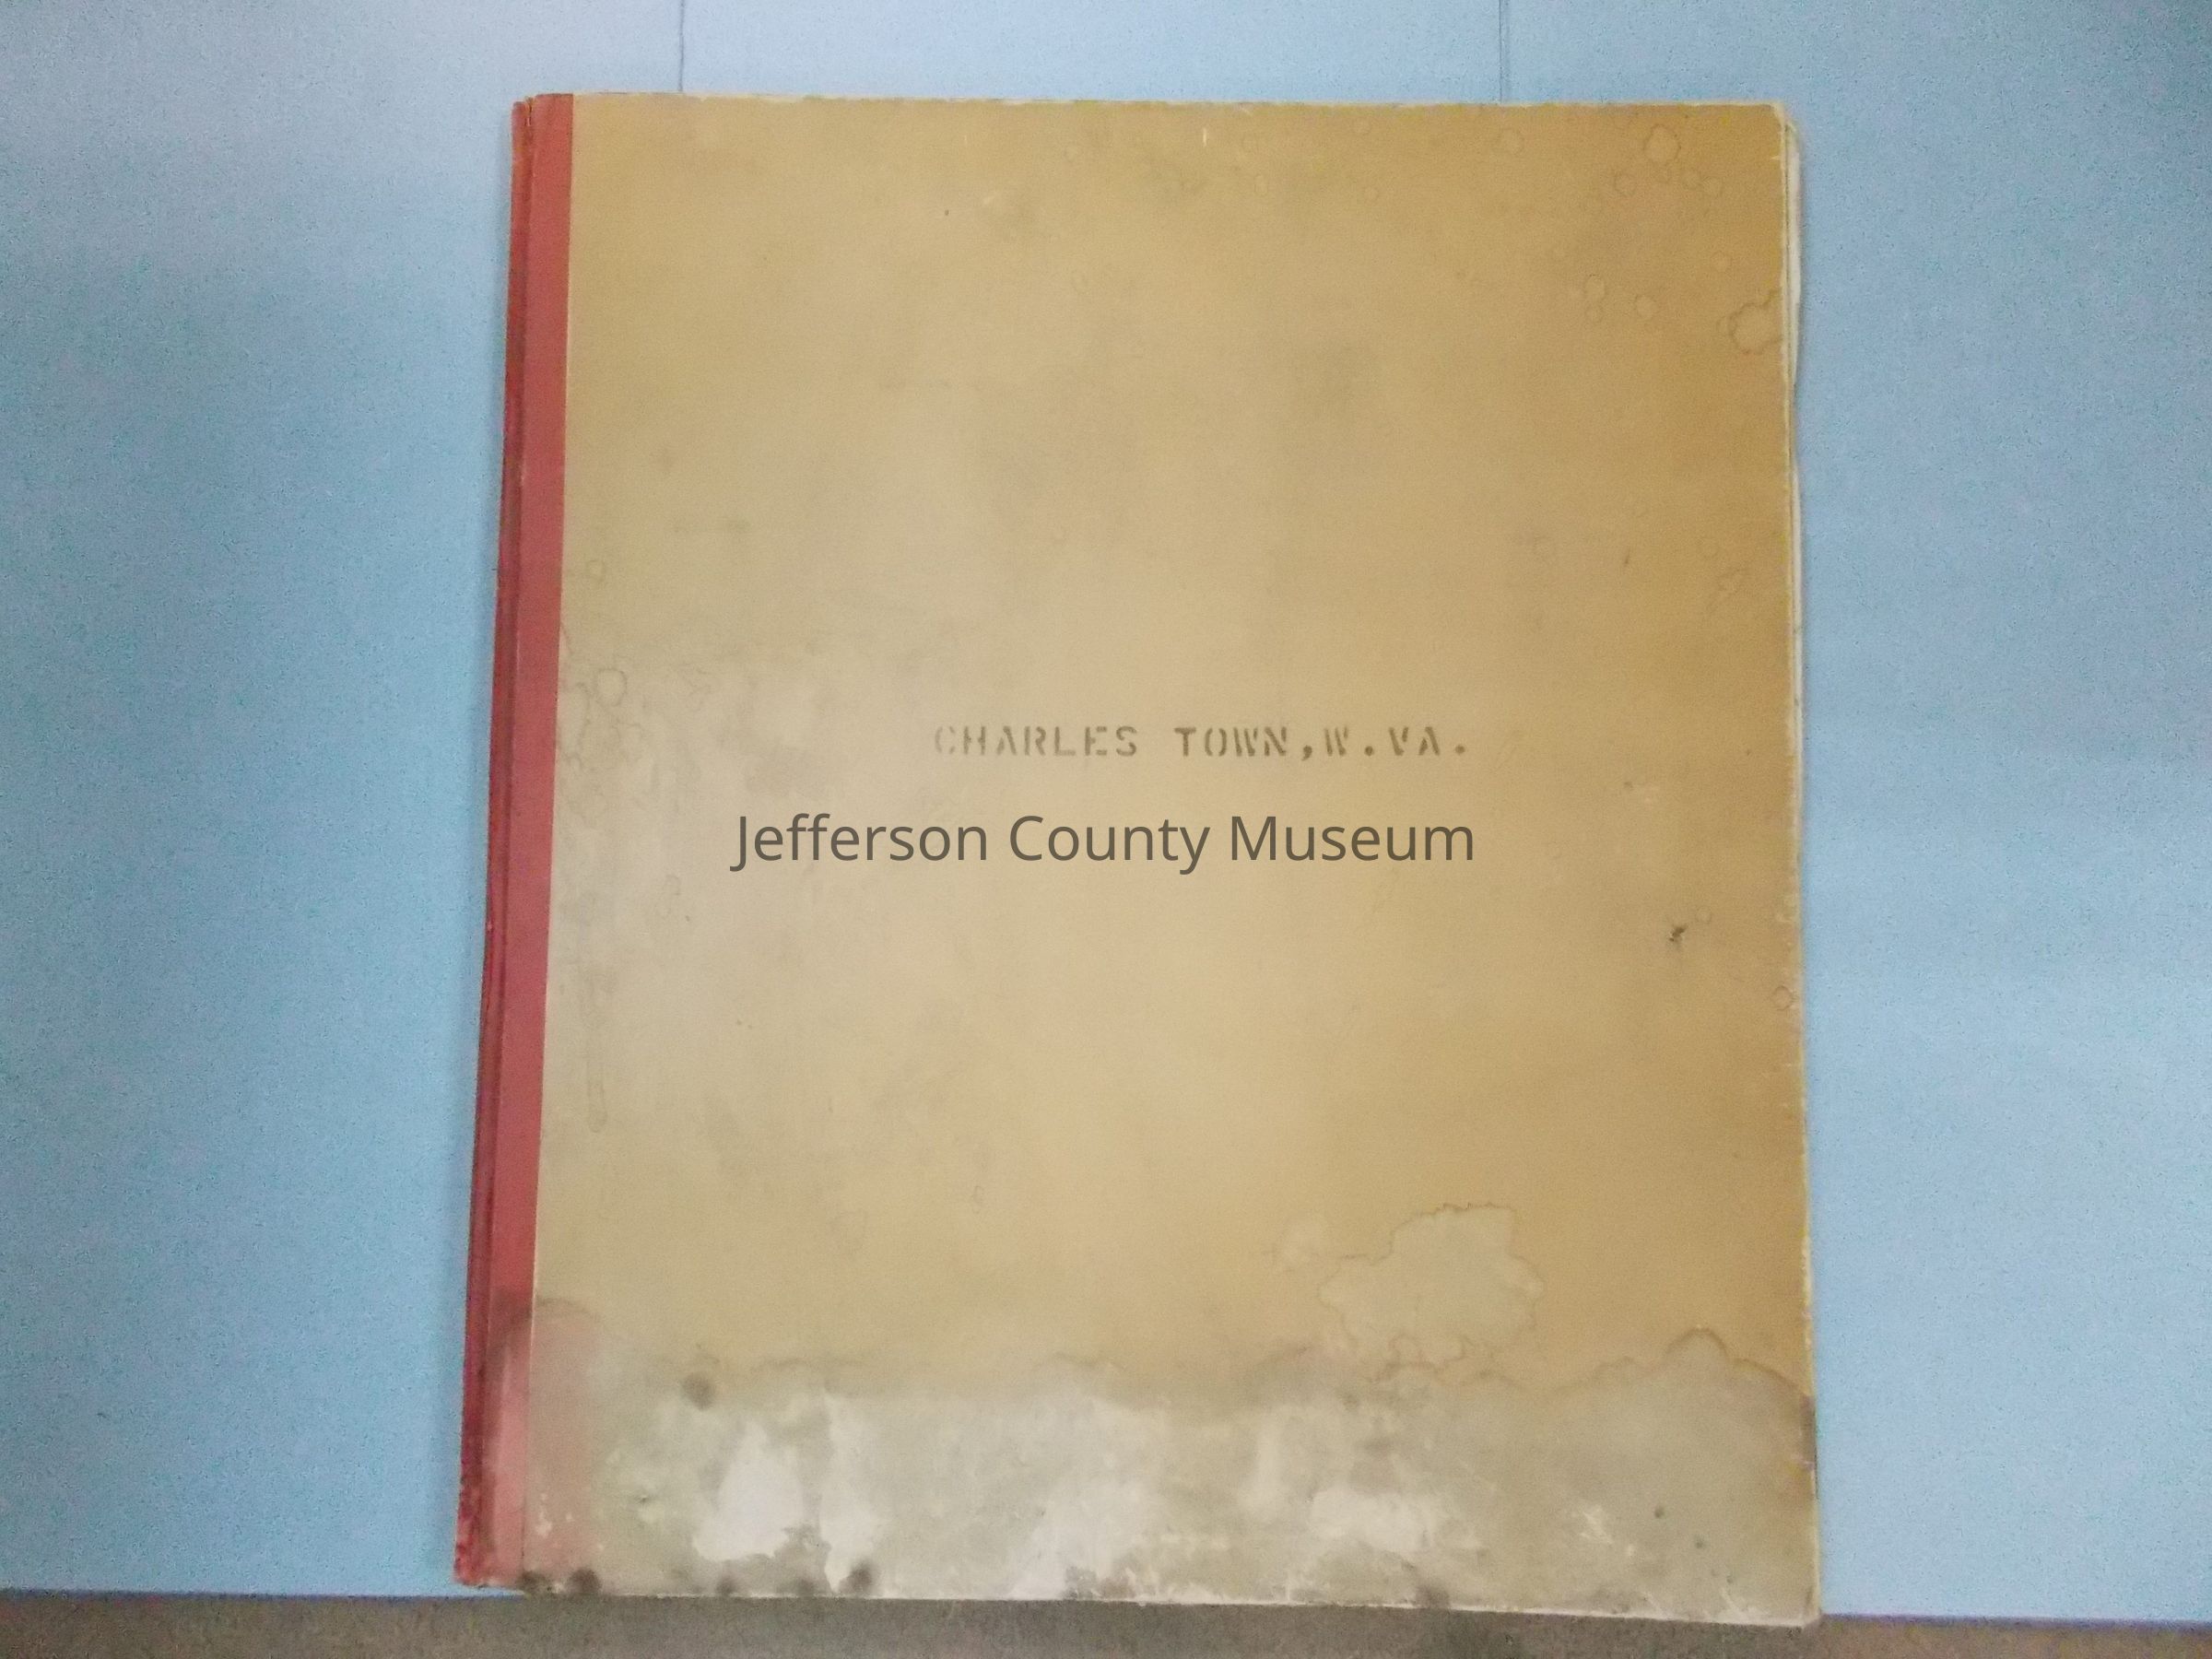 CHARLES TOWN,W.VA.
Jefferson County Museum